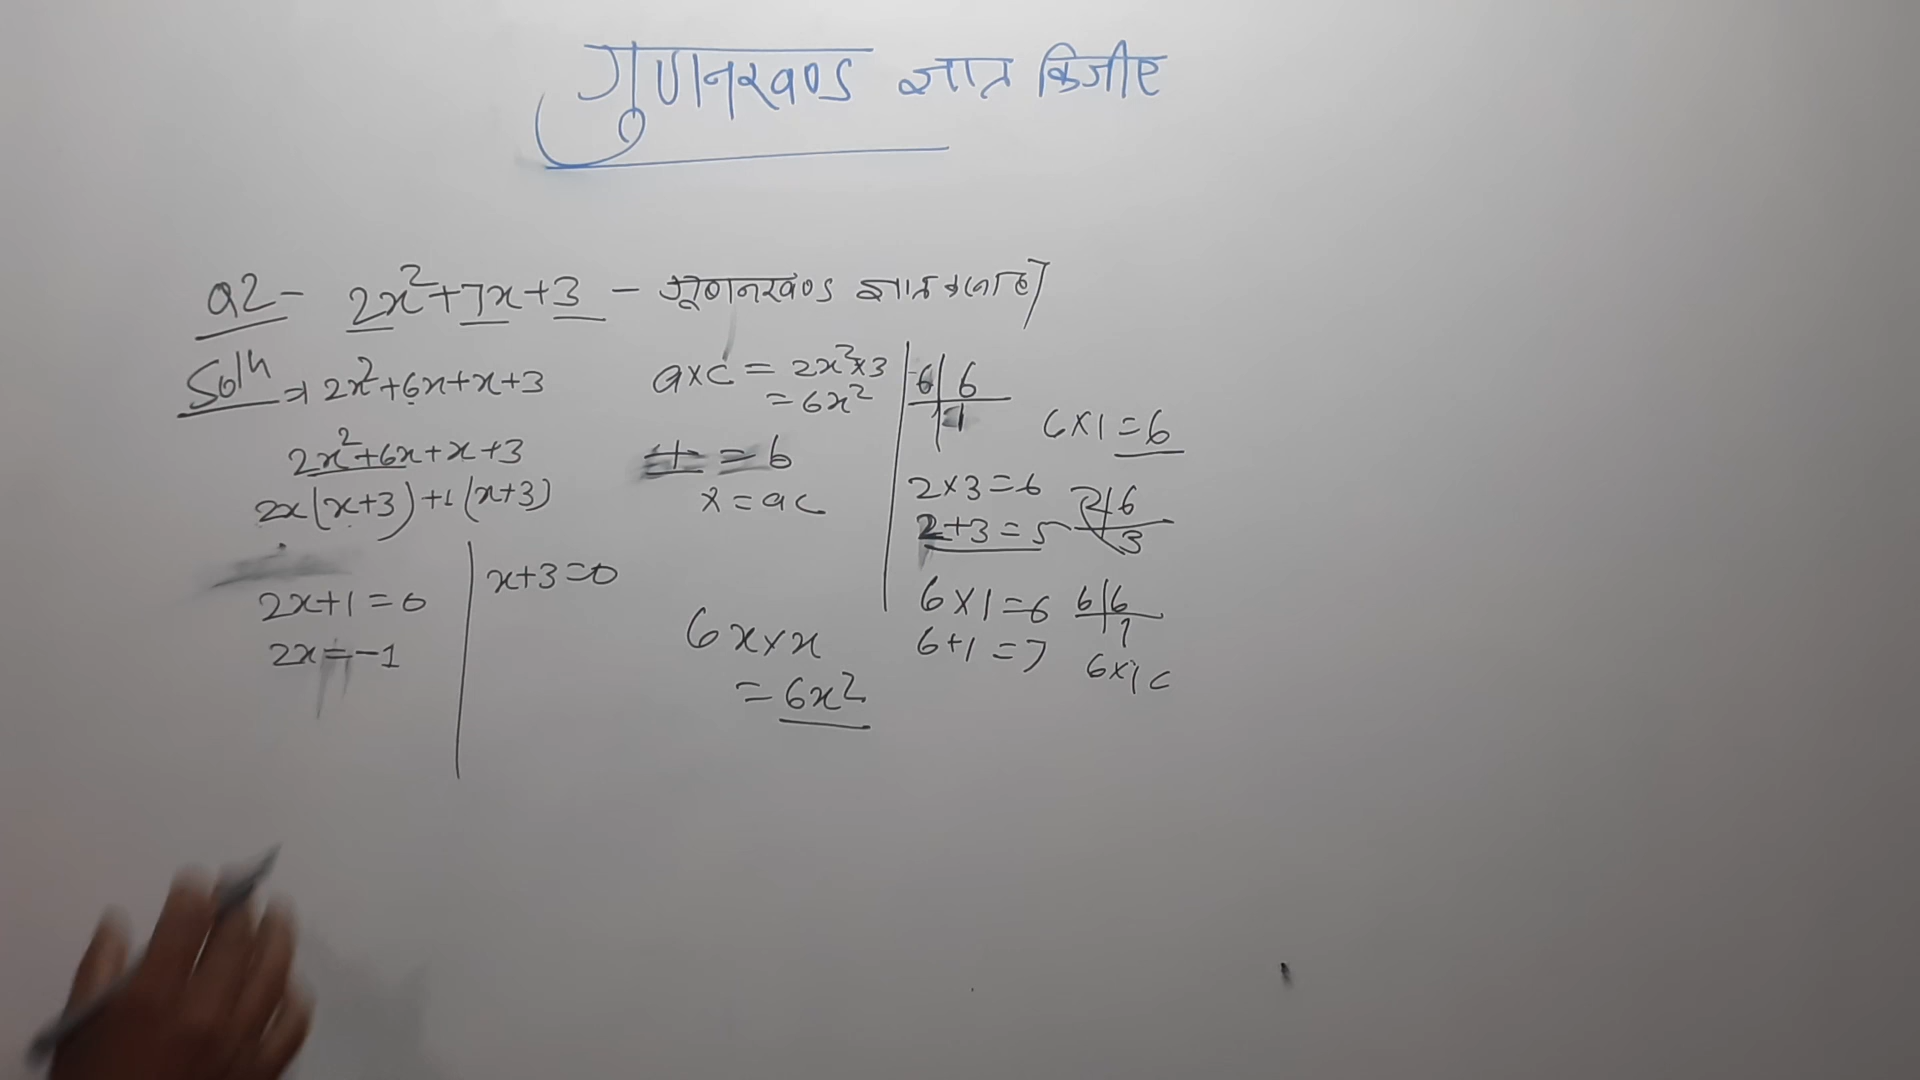 गुणनखण्ड ज्ञात किजीए
Q2- 2x²+7x+3 - गुणनखण्ड ज्ञात
Solⁿ ⇒ 2x²+6x+x+3
2x²+6x+x+3
2x(x+3)+1(x+3)
2x+1=0
2x=-1
x+3=0
a×c = 2x²×3
= 6x²
+ = 6
x = ac
6x×x
= 6x²
6|6
1
6×1=6
2×3=6
2|6
3
2+3=5
6×1=6
6|6
1
6+1=7
6×1